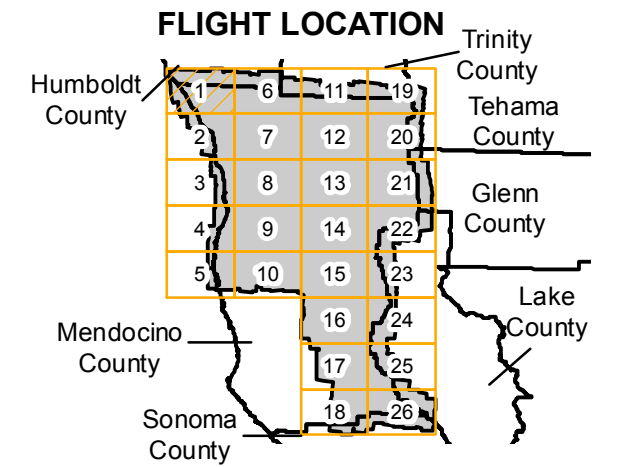 FLIGHT LOCATION
Trinity
County
Humboldt
County
1
6
11
19
Tehama
County
2
7
12
20
3
8
13
21
Glenn
County
4
9
14
22
5
10
15
23
Lake
County
16
24
Mendocino
County
17
25
18
26
Sonoma
County